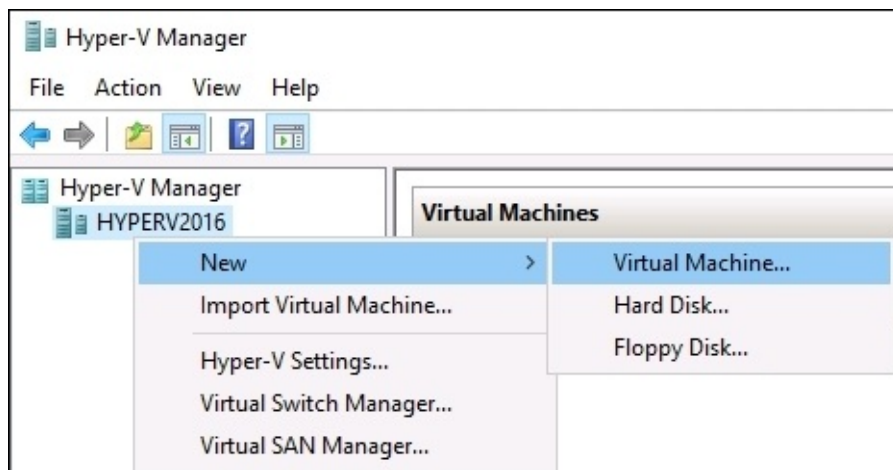 Hyper-V Manager
File Action View Help
Hyper-V Manager
HYPERV2016
Virtual Machines
New
Virtual Machine...
Import Virtual Machine...
Hard Disk...
Floppy Disk...
Hyper-V Settings...
Virtual Switch Manager...
Virtual SAN Manager...